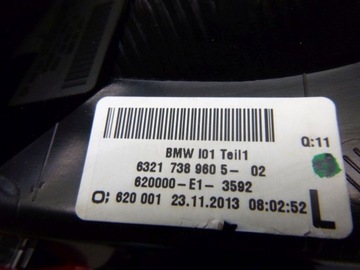 BMW I01 Teil1
Q:11
6321 738 960 5- 02
620000-E1- 3592
O; 620 001 23.11.2013 08:02:52
L